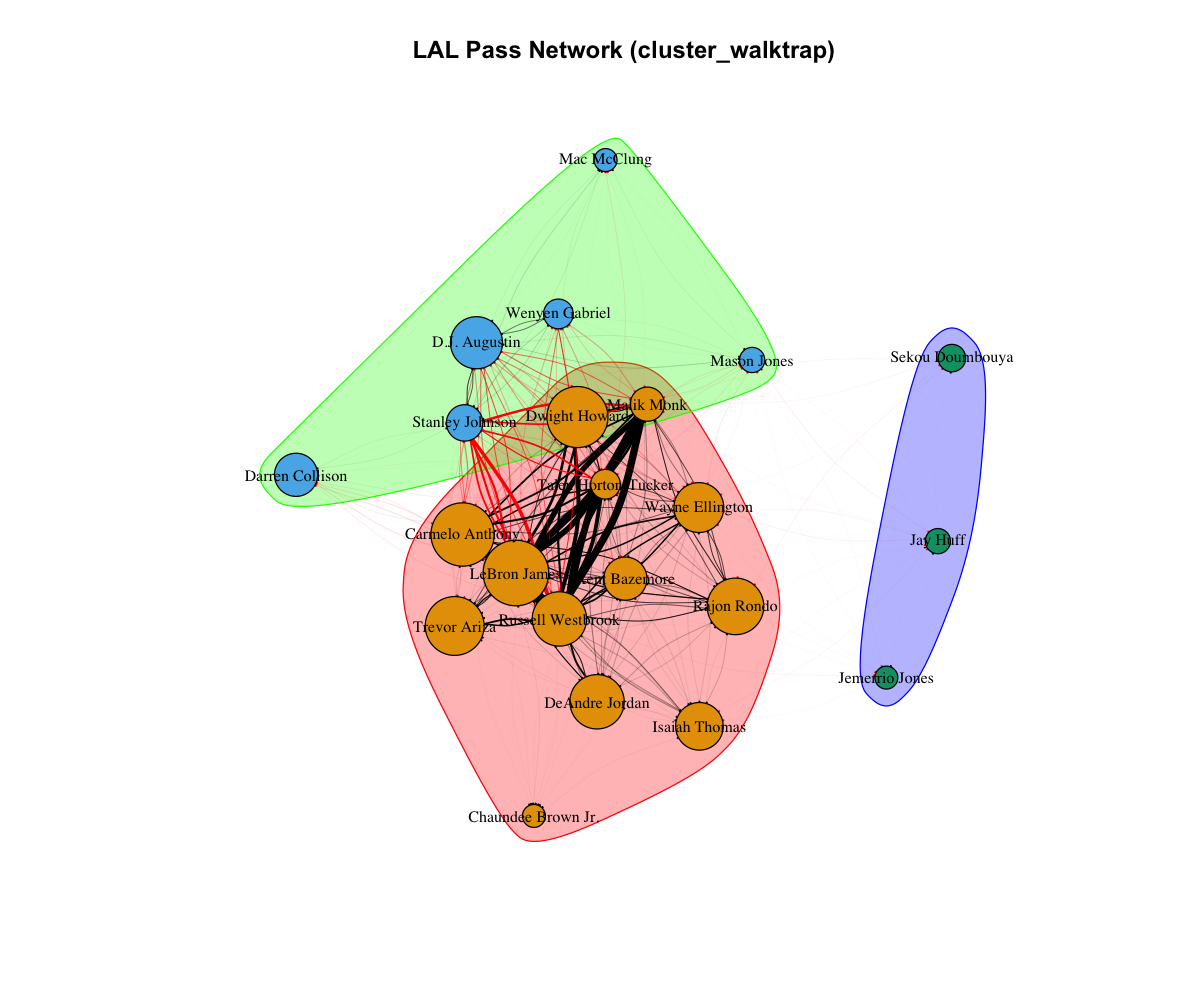 LAL Pass Network (cluster_walktrap)
Mac McClung
Wenyen Gabriel
D.J. Augustin
Mason Jones
Sekou Doumbouya
Malik Monk
Dwight Howard
Stanley Johnson
Darren Collison
Talen Horton-Tucker
Wayne Ellington
Carmelo Anthony
Jay Huff
LeBron James
Kent Bazemore
Rajon Rondo
Russell Westbrook
Trevor Ariza
Jemerrio Jones
DeAndre Jordan
Isaiah Thomas
Chaundee Brown Jr.